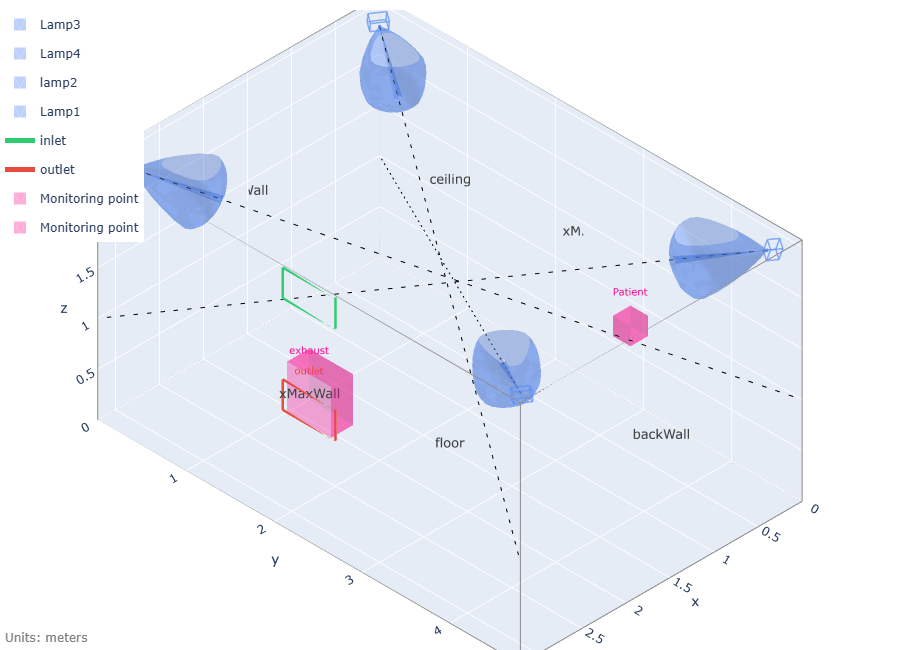 Lamp3
Lamp4
lamp2
Lamp1
inlet
outlet
Monitoring point
Monitoring point
ceiling
xM.
Patient
exhaust
outlet
xMaxWall
floor
backWall
z
1.5
1
0.5
0
1
2
y
3
4
0
0.5
1
1.5
x
2
2.5
Units: meters